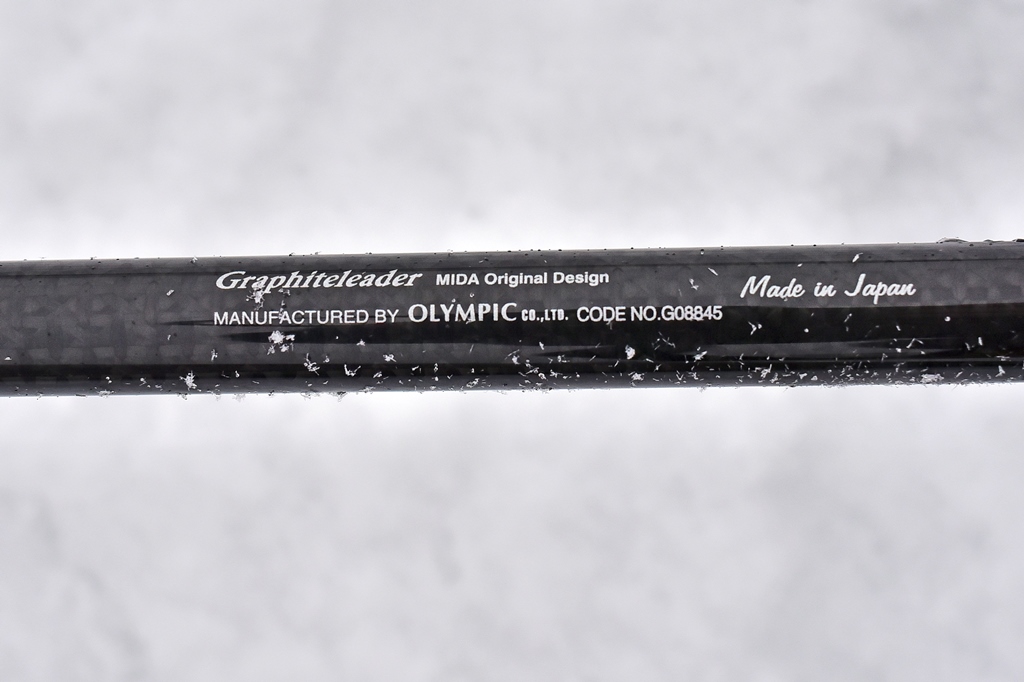 Graphiteleader MIDA Original Design
MANUFACTURED BY OLYMPIC CO.,LTD. CODE NO.G08845
Made in Japan